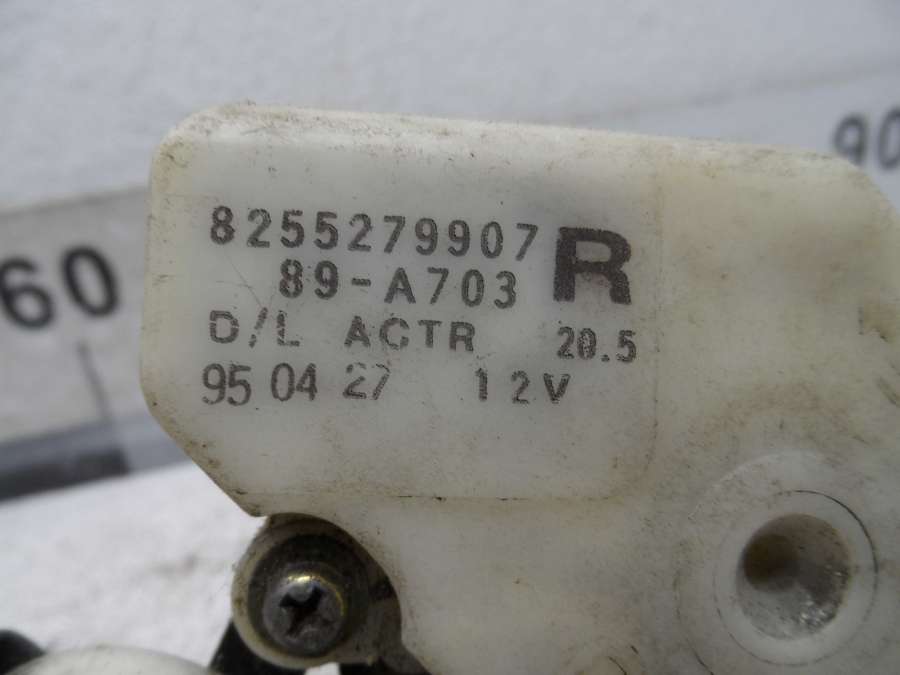 8255279907 R
89-A703
D/L ACTR 20.5
95 04 27 12V
60
90